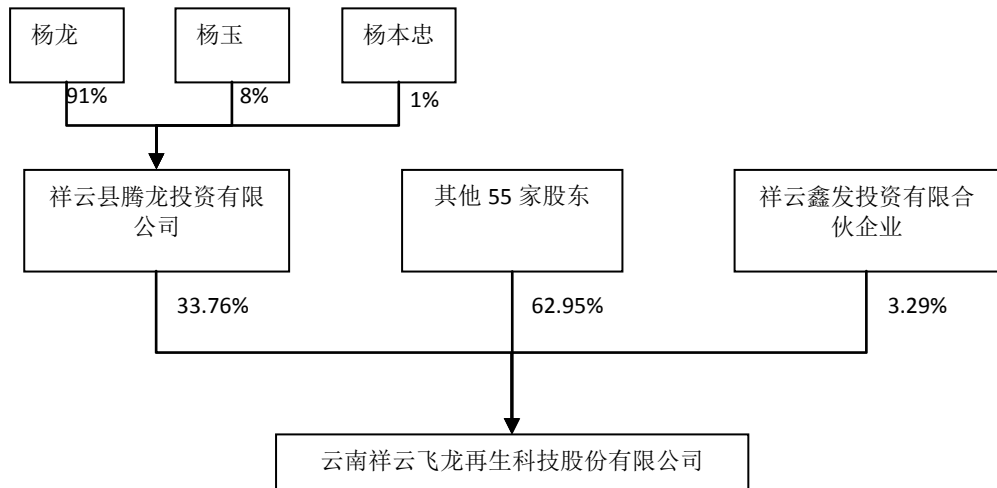 杨龙
杨玉
杨本忠
91%
8%
1%
祥云县腾龙投资有限
公司
其他 55 家股东
祥云鑫发投资有限合
伙企业
33.76%
62.95%
3.29%
云南祥云飞龙再生科技股份有限公司